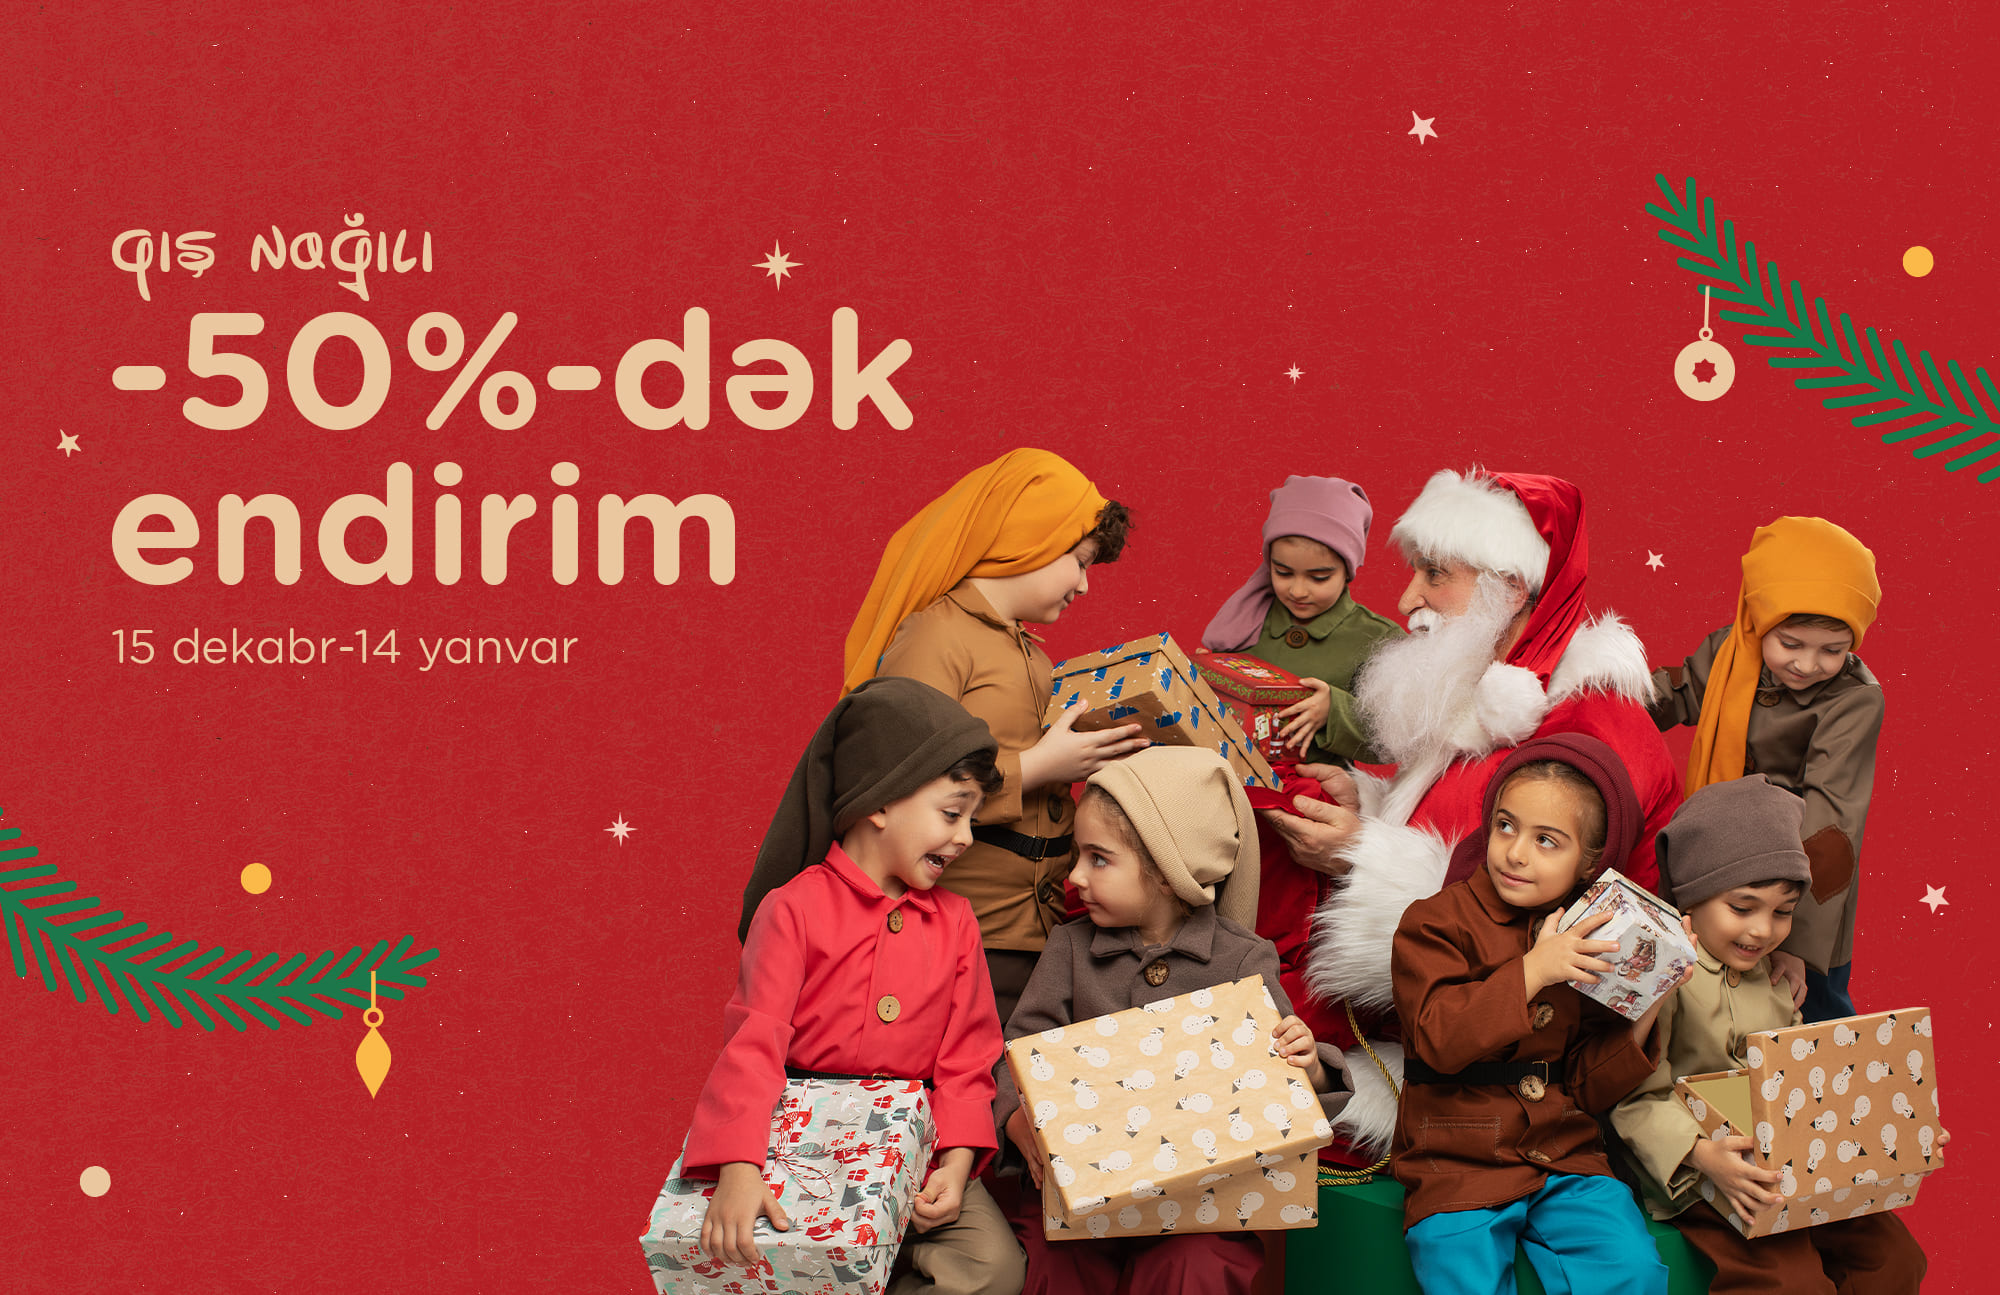 qış nağılı
-50%-dək
endirim
15 dekabr-14 yanvar